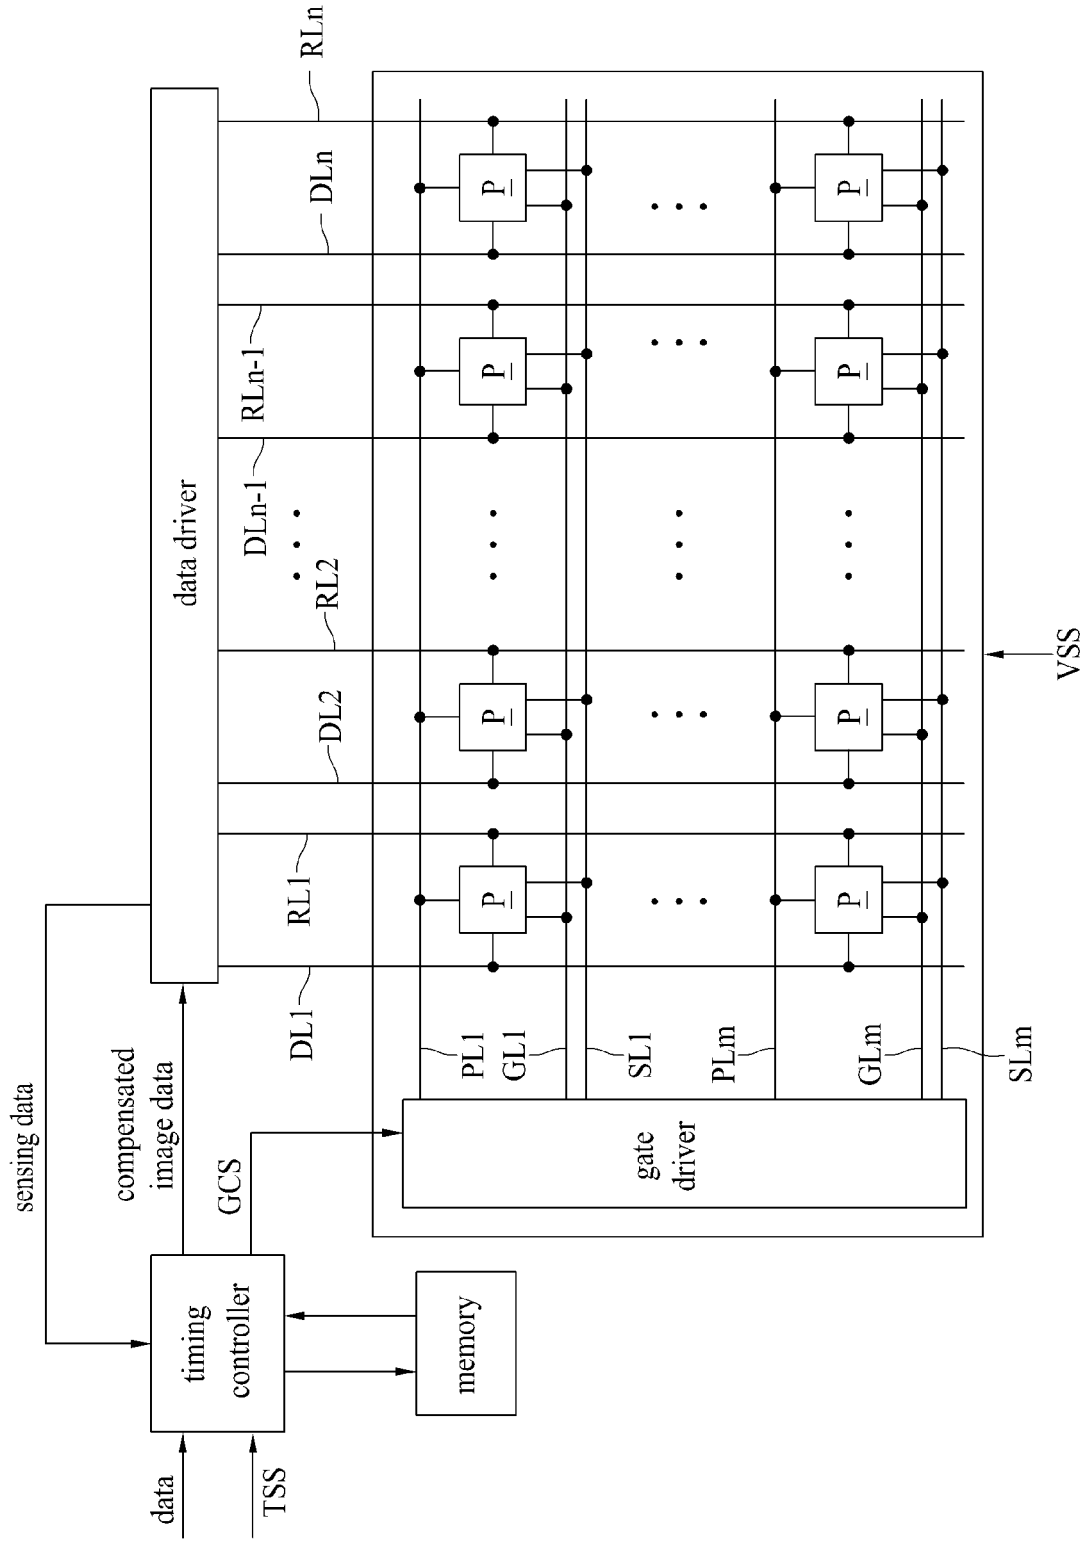 data
TSS
timing
controller
memory
sensing data
compensated
image data
GCS
data driver
DL1
RL1
DL2
RL2
DLn-1
RLn-1
DLn
RLn
gate
driver
PL1
GL1
SL1
PLm
GLm
SLm
P
P
P
P
P
P
P
P
VSS